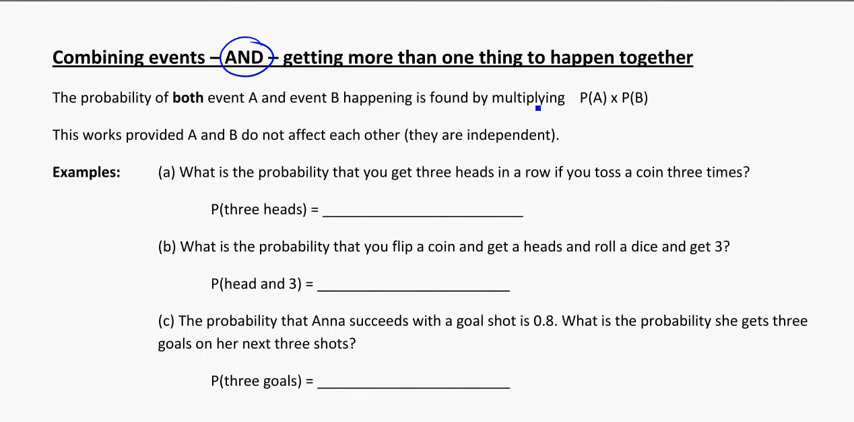 Combining events – AND – getting more than one thing to happen together
The probability of both event A and event B happening is found by multiplying P(A) x P(B)
This works provided A and B do not affect each other (they are independent).
Examples: (a) What is the probability that you get three heads in a row if you toss a coin three times?
P(three heads) = ______________________
(b) What is the probability that you flip a coin and get a heads and roll a dice and get 3?
P(head and 3) = ______________________
(c) The probability that Anna succeeds with a goal shot is 0.8. What is the probability she gets three
goals on her next three shots?
P(three goals) = ______________________